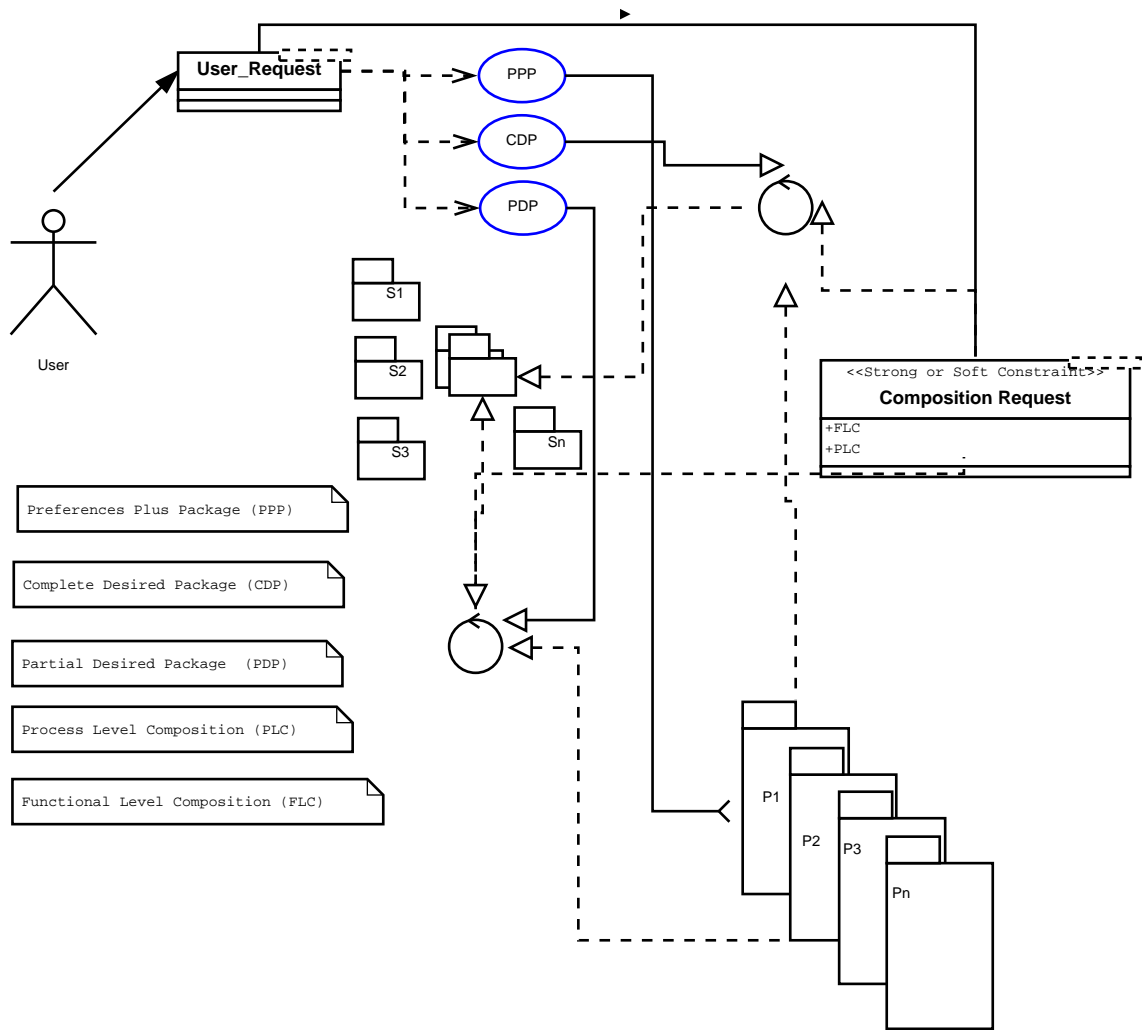 User_Request
PPP
CDP
PDP
User
S1
S2
S3
Sn
<<Strong or Soft Constraint>>
Composition Request
+FLC
+PLC
Preferences Plus Package (PPP)
Complete Desired Package (CDP)
Partial Desired Package (PDP)
Process Level Composition (PLC)
Functional Level Composition (FLC)
P1
P2
P3
Pn